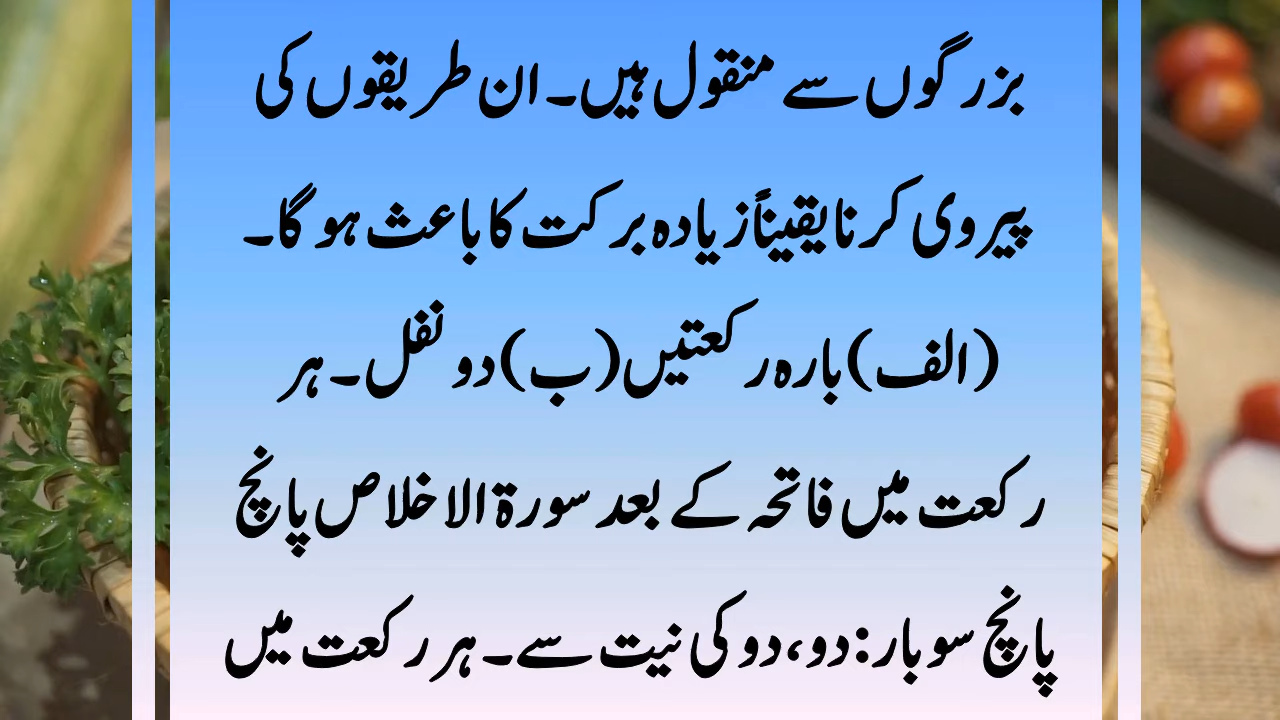 بزرگوں سے منقول ہیں۔ان طریقوں کی
پیروی کرنا یقیناًزیادہ برکت کا باعث ہو گا۔
(الف)بارہ رکعتیں(ب)دو نفل۔ہر
رکعت میں فاتحہ کے بعد سورۃ الاخلاص پانچ
پانچ سو بار:دو،دو کی نیت سے۔ہر رکعت میں